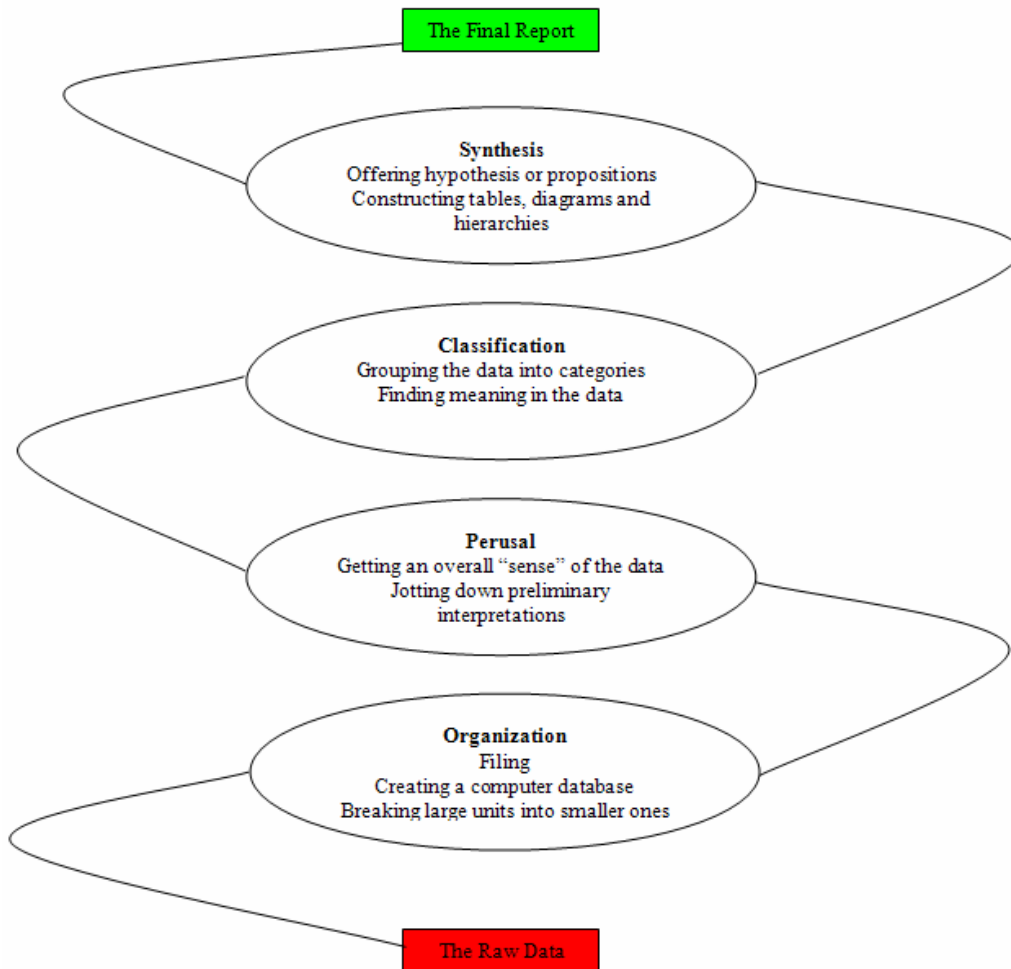 The Final Report
Synthesis
Offering hypothesis or propositions
Constructing tables, diagrams and
hierarchies
Classification
Grouping the data into categories
Finding meaning in the data
Perusal
Getting an overall “sense” of the data
Jotting down preliminary
interpretations
Organization
Filing
Creating a computer database
Breaking large units into smaller ones
The Raw Data